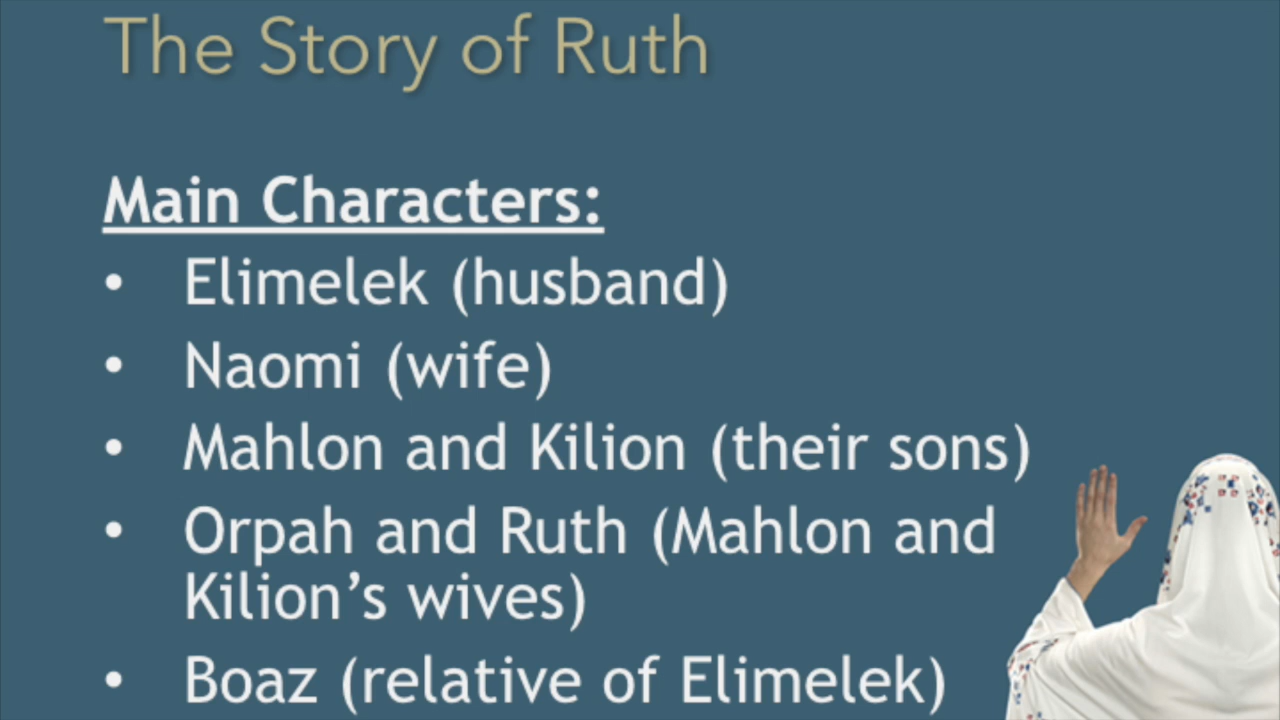 The Story of Ruth
Main Characters:
• Elimelek (husband)
• Naomi (wife)
• Mahlon and Kilion (their sons)
• Orpah and Ruth (Mahlon and
Kilion’s wives)
• Boaz (relative of Elimelek)